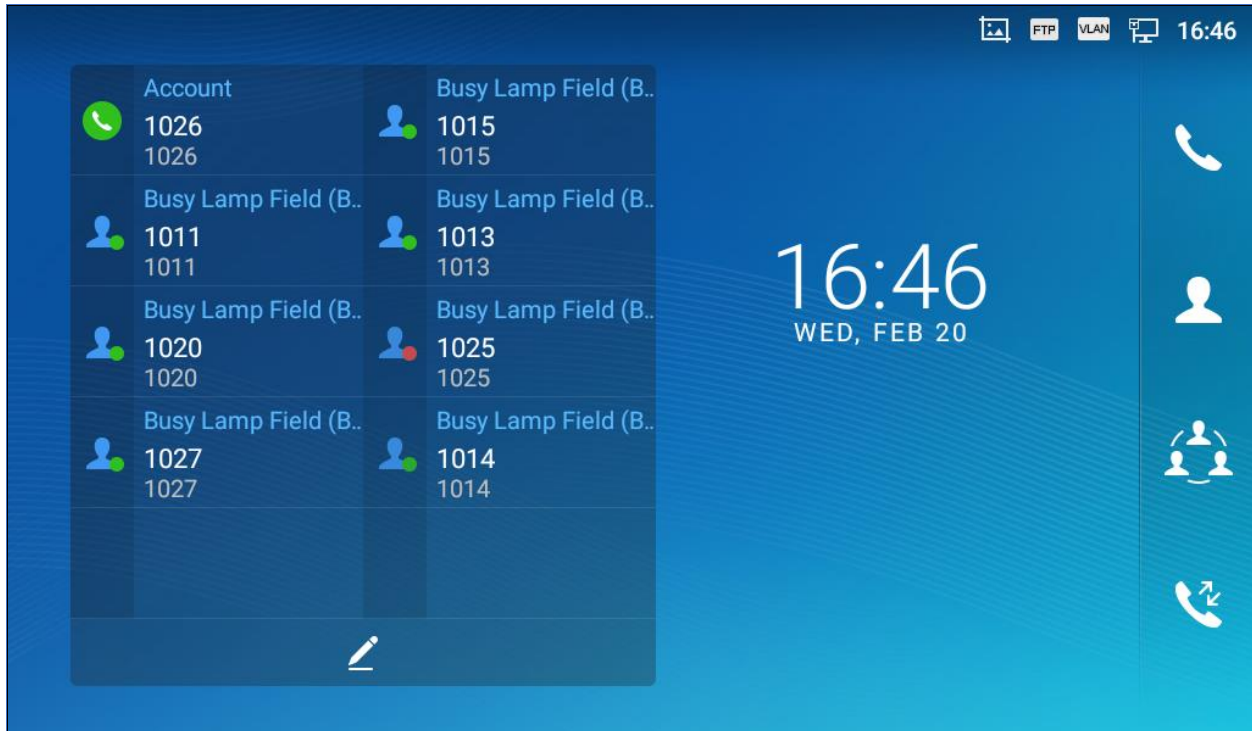 FTP VLAN 16:46
Account
1026
1026
Busy Lamp Field (B..
1015
1015
Busy Lamp Field (B..
1011
1011
Busy Lamp Field (B..
1013
1013
Busy Lamp Field (B..
1020
1020
Busy Lamp Field (B..
1025
1025
Busy Lamp Field (B..
1027
1027
Busy Lamp Field (B..
1014
1014
16:46
WED, FEB 20